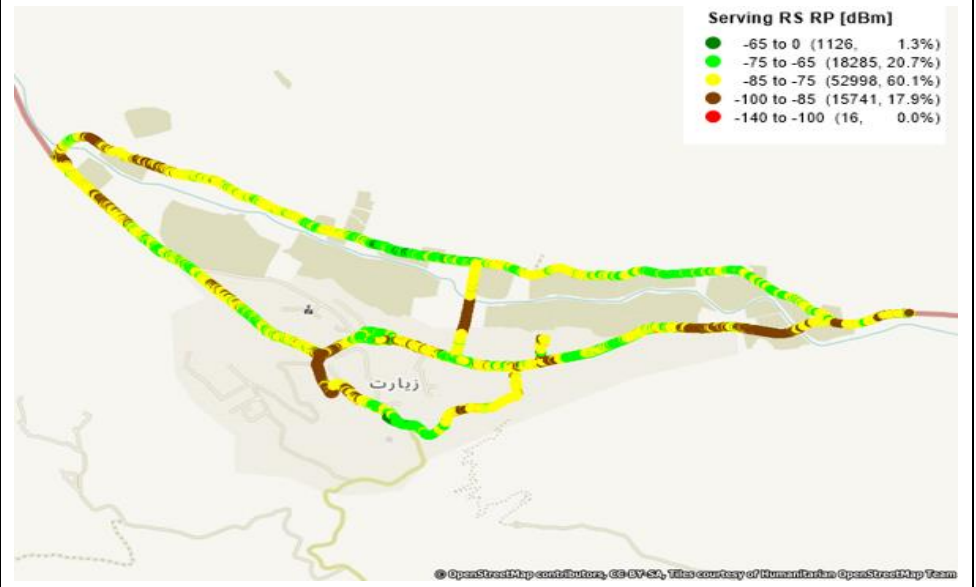 Serving RS RP [dBm]
-65 to 0 (1126, 1.3%)
-75 to -65 (18285, 20.7%)
-85 to -75 (52998, 60.1%)
-100 to -85 (15741, 17.9%)
-140 to -100 (16, 0.0%)
زیارت
© OpenStreetMap contributors, CC-BY-SA, Tiles courtesy of Humanitarian OpenStreetMap Team